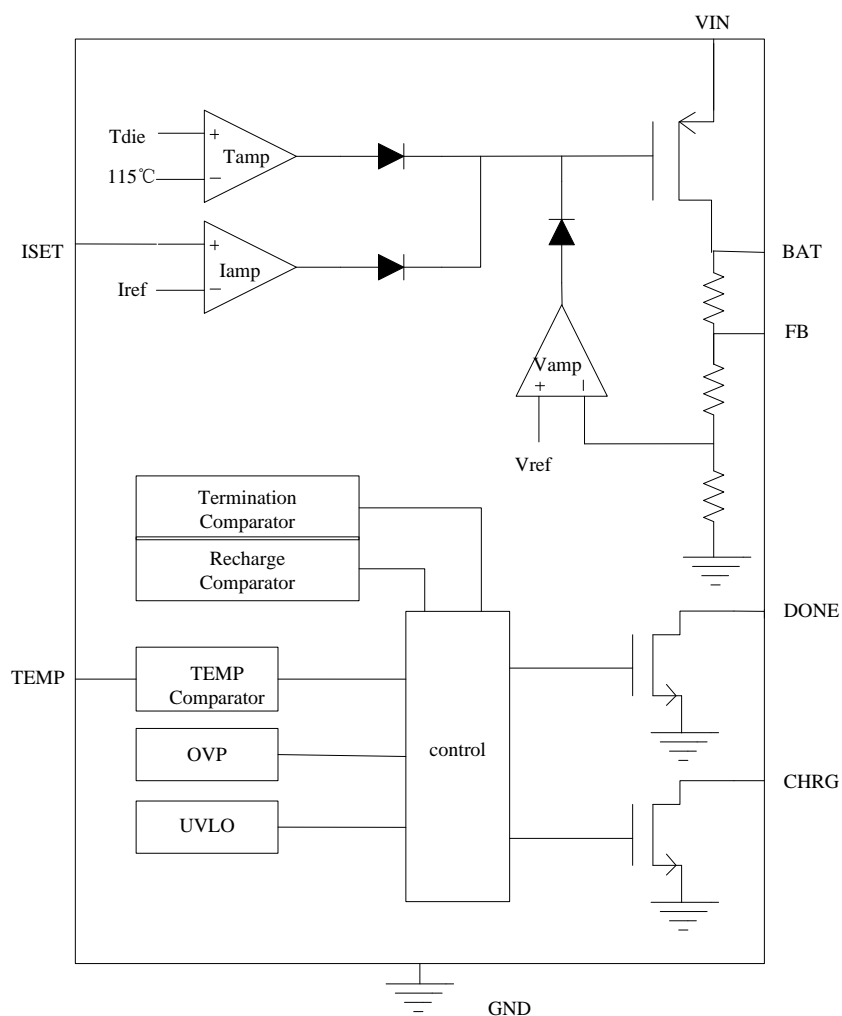 VIN
Tdie
+
Tamp
115℃
−
ISET
+
Iamp
Iref
−
BAT
FB
Vamp
+
−
Vref
Termination
Comparator
Recharge
Comparator
DONE
TEMP
TEMP
Comparator
control
OVP
CHRG
UVLO
GND